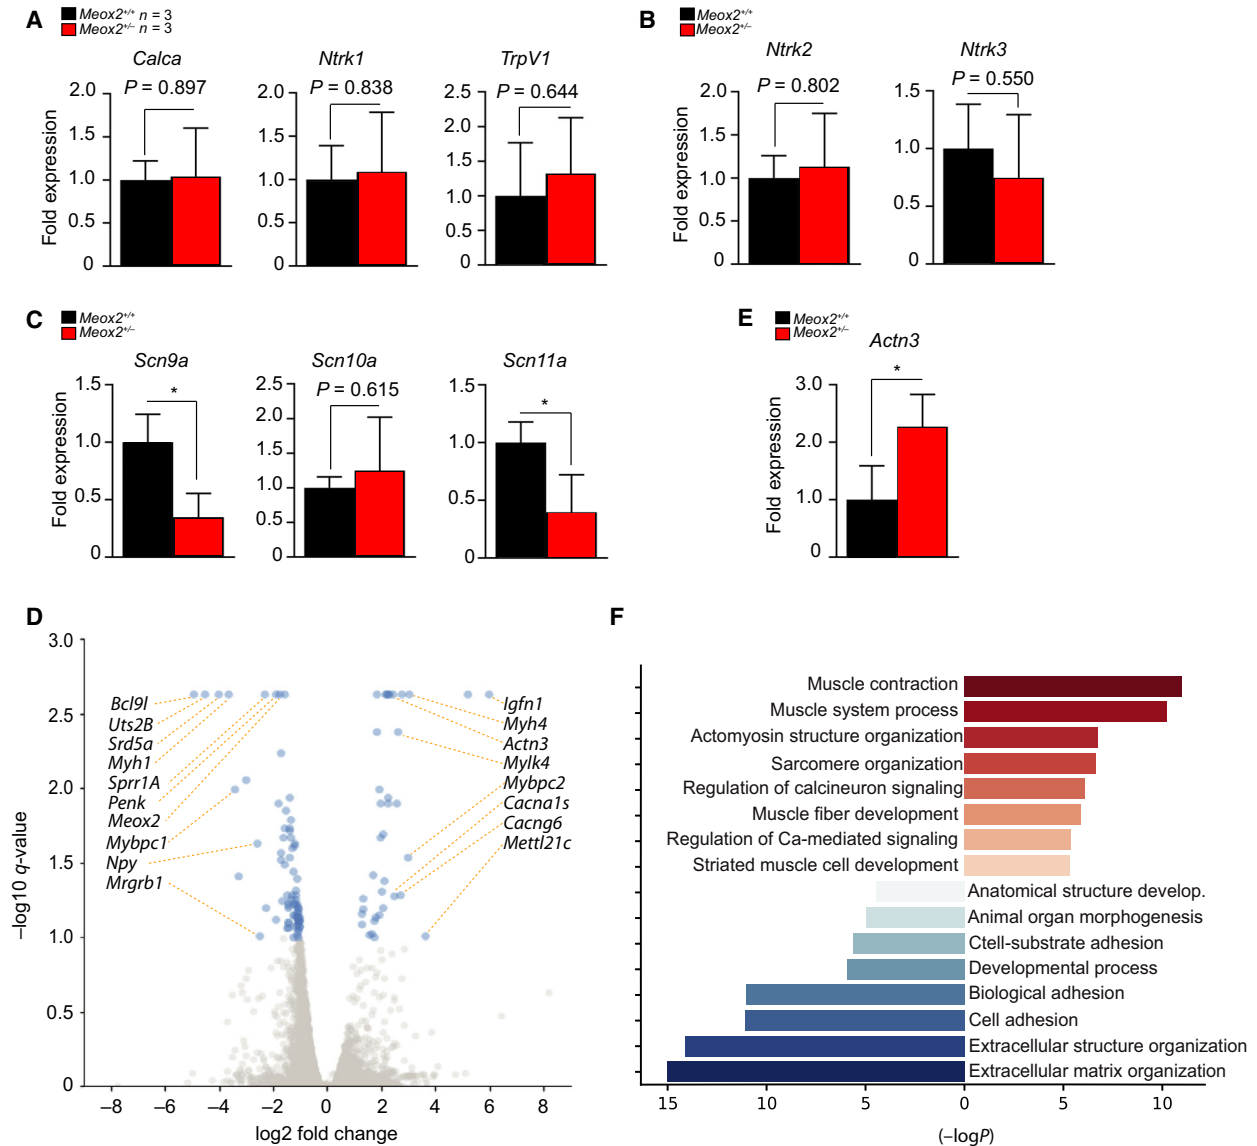 A
Meox2+/+ n = 3
Meox2+/– n = 3
Calca
Ntrk1
TrpV1
P = 0.897
P = 0.838
P = 0.644
Fold expression
2.0
1.5
1.0
0.5
0
2.0
1.5
1.0
0.5
0
2.5
2.0
1.5
1.0
0.5
0
B
Meox2+/+
Meox2+/–
Ntrk2
Ntrk3
P = 0.802
P = 0.550
Fold expression
2.0
1.5
1.0
0.5
0
1.5
1.0
0.5
0
C
Meox2+/+
Meox2+/–
Scn9a
Scn10a
Scn11a
*
P = 0.615
*
Fold expression
1.5
1.0
0.5
0
2.5
2.0
1.5
1.0
0.5
0
1.5
1.0
0.5
0
E
Meox2+/+
Meox2+/–
Actn3
*
Fold expression
3.0
2.0
1.0
0
D
3.0
2.5
2.0
1.5
1.0
0.5
0
–log10 q-value
Bcl9l
Uts2B
Srd5a
Myh1
Sprr1A
Penk
Meox2
Mybpc1
Npy
Mrgrb1
Igfn1
Myh4
Actn3
Mylk4
Mybpc2
Cacna1s
Cacng6
Mettl21c
–8 –6 –4 –2 0 2 4 6 8
log2 fold change
F
Muscle contraction
Muscle system process
Actomyosin structure organization
Sarcomere organization
Regulation of calcineuron signaling
Muscle fiber development
Regulation of Ca-mediated signaling
Striated muscle cell development
Anatomical structure develop.
Animal organ morphogenesis
Ctell-substrate adhesion
Developmental process
Biological adhesion
Cell adhesion
Extracellular structure organization
Extracellular matrix organization
15 10 5 0 5 10
(–logP)